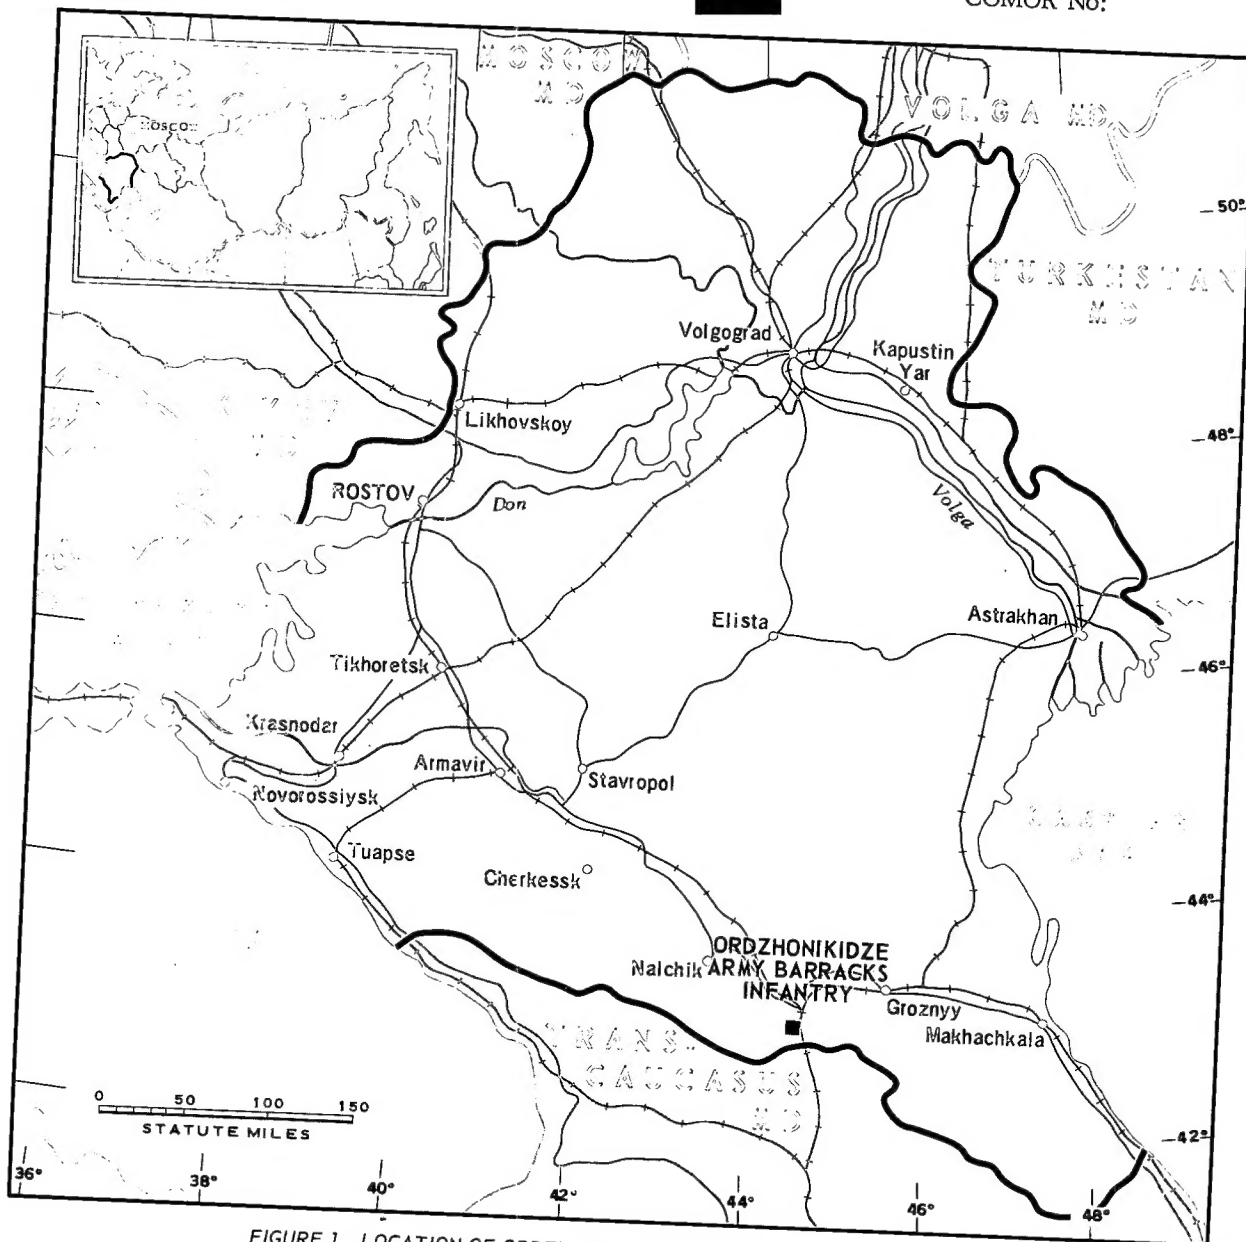 COMOR No:
MOSCOW
MD
VOLGA MD
Moscow
50°
TURKESTAN
MD
Volgograd
Kapustin
Yar
Likhovskoy
48°
ROSTOV
Don
Volga
Elista
Astrakhan
Tikhoretsk
46°
Krasnodar
Armavir
Stavropol
Novorossiysk
Tuapse
Cherkessk
44°
ORDZHONIKIDZE
Nalchik ARMY BARRACKS
INFANTRY
Groznyy
Makhachkala
TRANS-
CAUCASUS
MD
0 50 100 150
STATUTE MILES
42°
36° 38° 40° 42° 44° 46° 48°
FIGURE 1. LOCATION OF